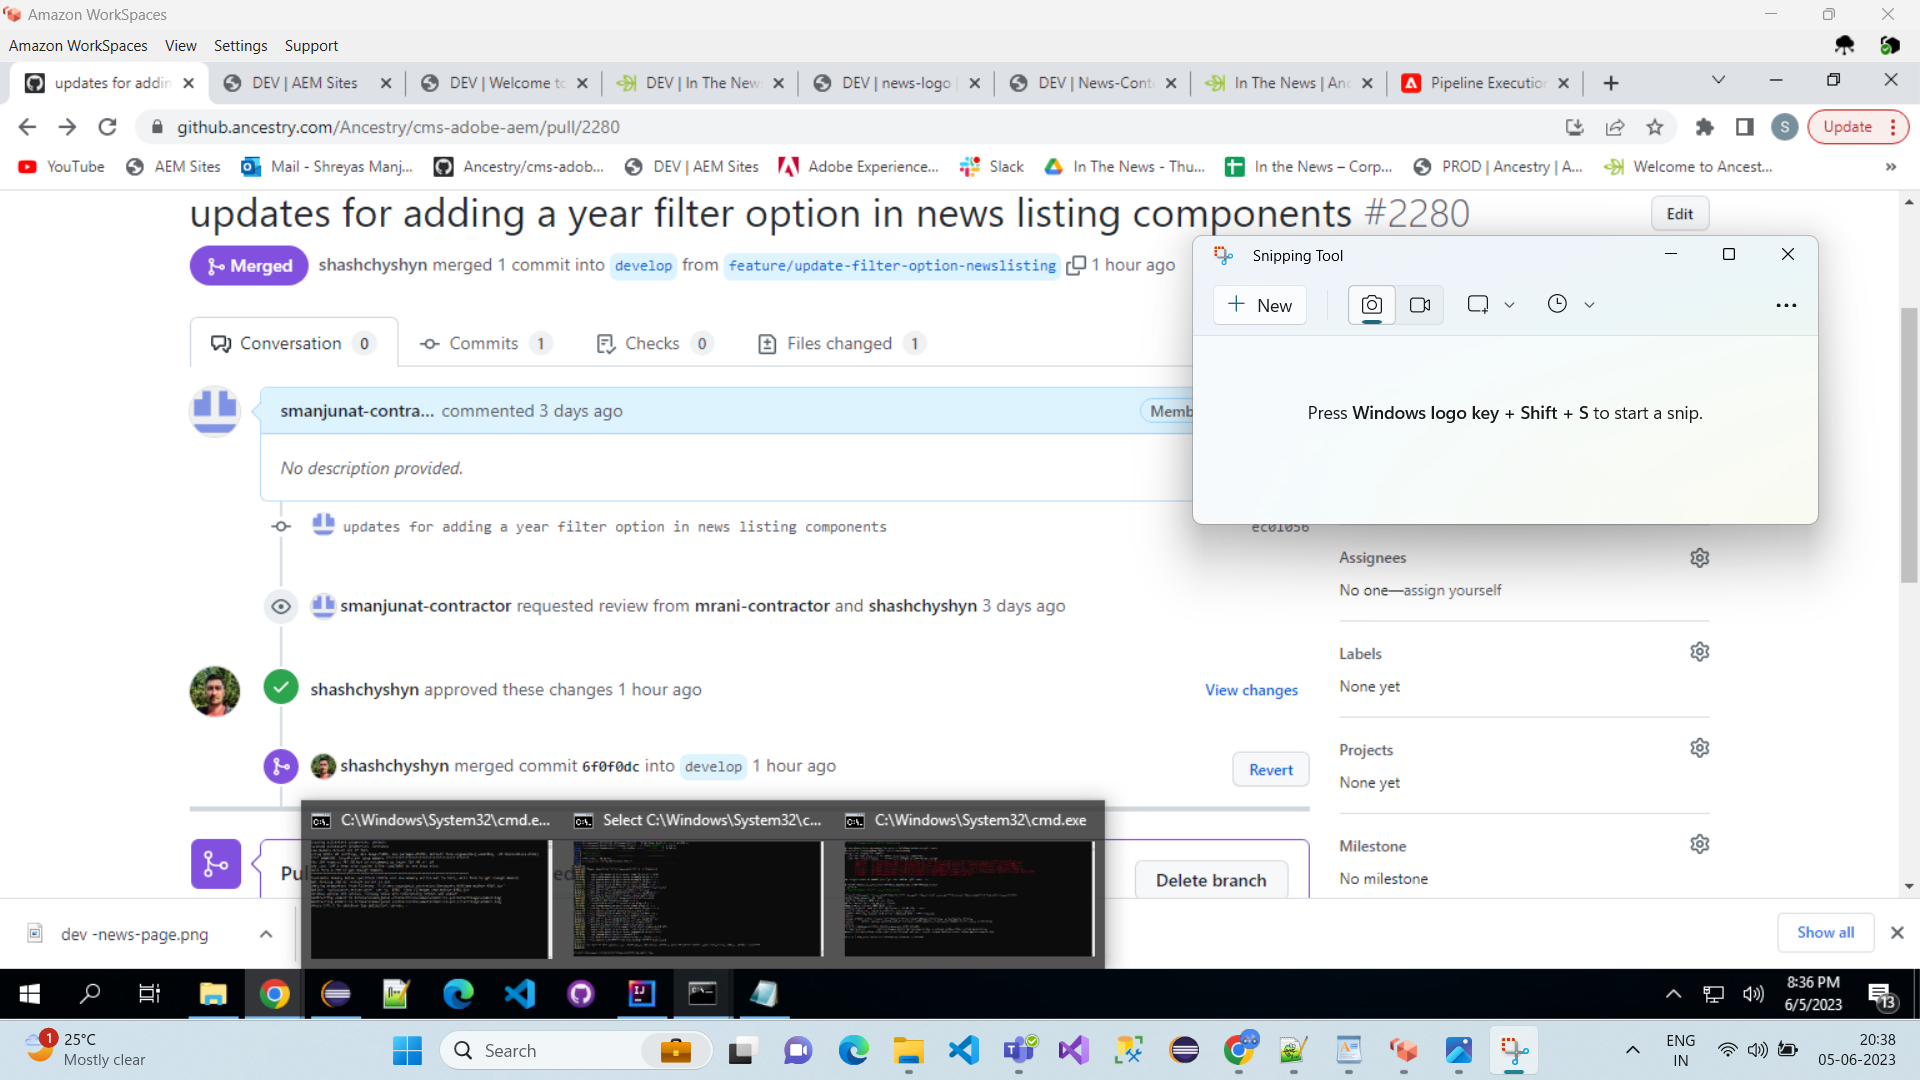 Amazon WorkSpaces
Amazon WorkSpaces View Settings Support
updates for addin DEV | AEM Sites DEV | Welcome to DEV | In The New DEV | news-logo DEV | News-Cont In The News | Anc Pipeline Execution
github.ancestry.com/Ancestry/cms-adobe-aem/pull/2280 S Update
YouTube AEM Sites Mail - Shreyas Manj... Ancestry/cms-adob... DEV | AEM Sites Adobe Experience... Slack In The News - Thu... In the News – Corp... PROD | Ancestry | A... Welcome to Ancest... »
updates for adding a year filter option in news listing components #2280 Edit
Merged shashchyshyn merged 1 commit into develop from feature/update-filter-option-newslisting 1 hour ago
Snipping Tool
New
Press Windows logo key + Shift + S to start a snip.
Conversation 0 Commits 1 Checks 0 Files changed 1
smanjunat-contra... commented 3 days ago Memb
No description provided.
updates for adding a year filter option in news listing components ec01056
smanjunat-contractor requested review from mrani-contractor and shashchyshyn 3 days ago
shashchyshyn approved these changes 1 hour ago View changes
shashchyshyn merged commit 6f0f0dc into develop 1 hour ago Revert
Assignees
No one—assign yourself
Labels
None yet
Projects
None yet
Milestone
No milestone
C:\Windows\System32\cmd.e... Select C:\Windows\System32\c... C:\Windows\System32\cmd.exe
Pu ed Delete branch
dev -news-page.png Show all
8:36 PM
6/5/2023
13
1 25°C
Mostly clear
Search
ENG
IN
20:38
05-06-2023